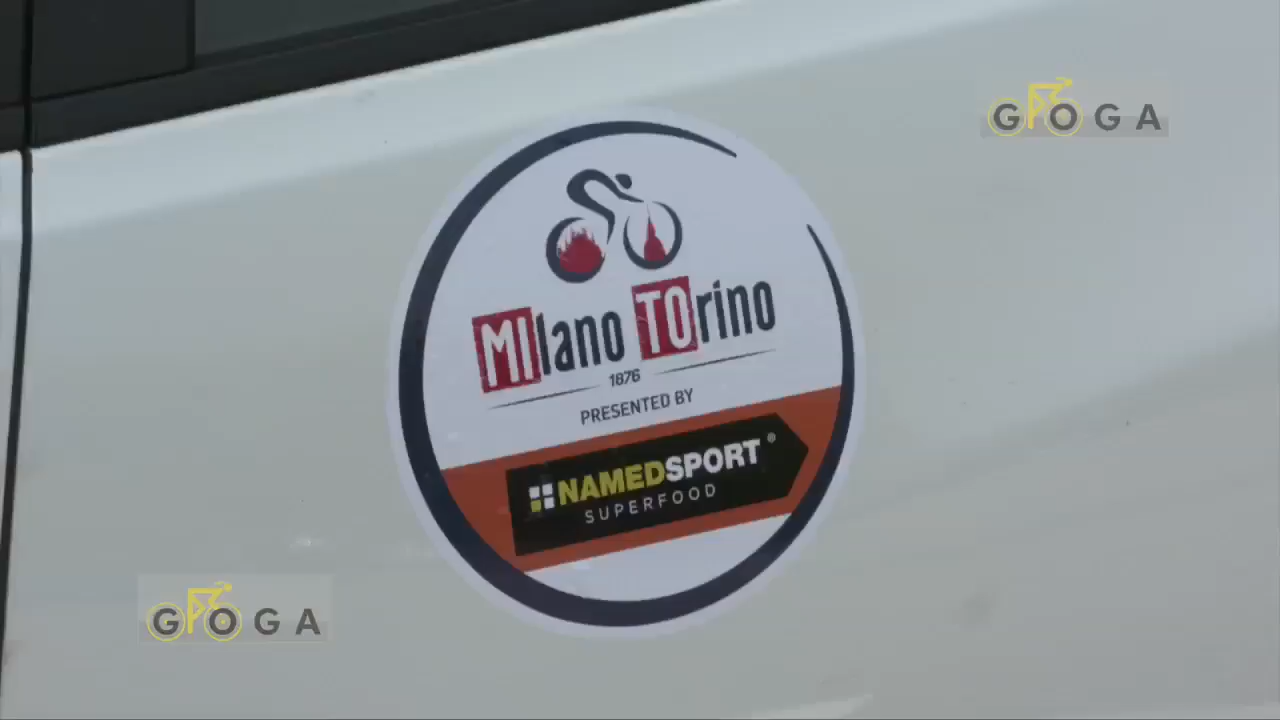 GOGA
MIlano TOrino
1876
PRESENTED BY
NAMEDSPORT®
SUPERFOOD
GOGA